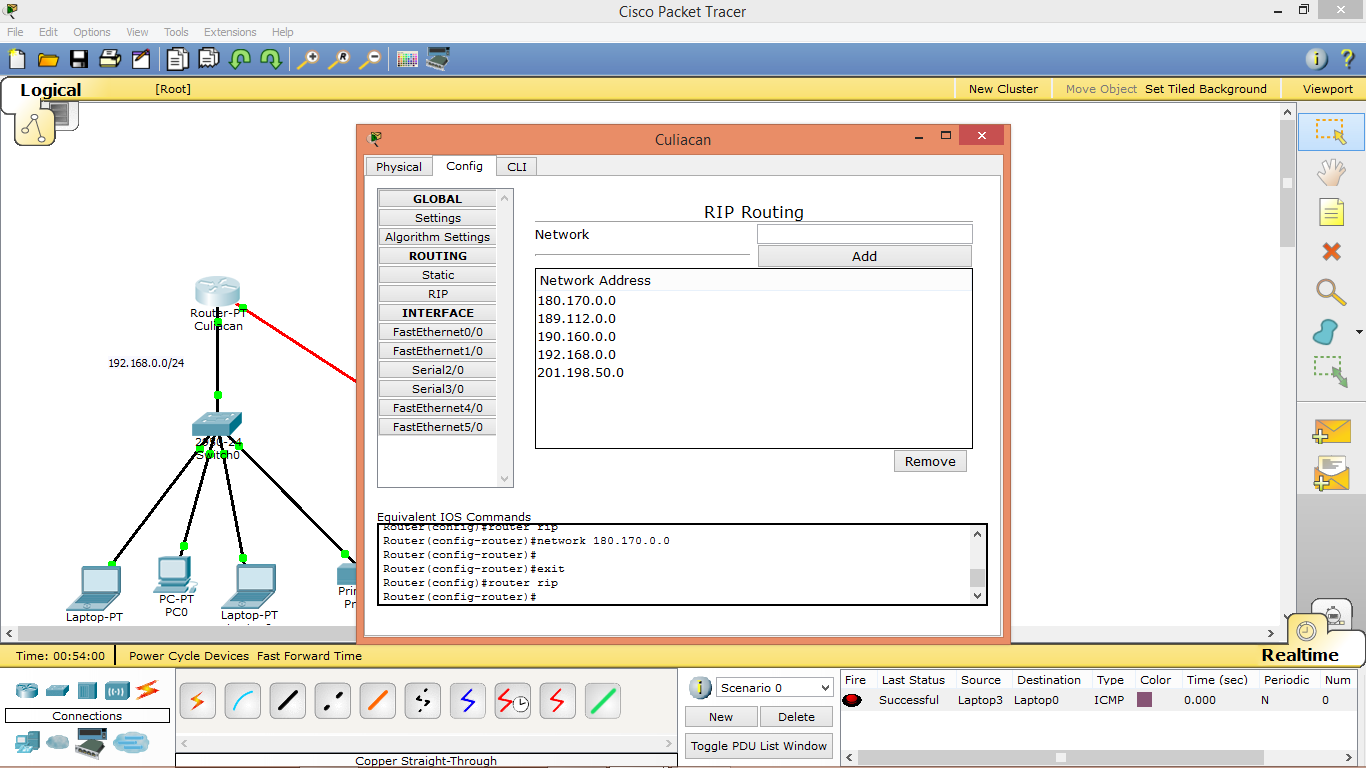 Cisco Packet Tracer
File Edit Options View Tools Extensions Help
Logical [Root] New Cluster Move Object Set Tiled Background Viewport
Culiacan
Physical Config CLI
GLOBAL
Settings
Algorithm Settings
ROUTING
Static
RIP
INTERFACE
FastEthernet0/0
FastEthernet1/0
Serial2/0
Serial3/0
FastEthernet4/0
FastEthernet5/0
RIP Routing
Network
Add
Network Address
180.170.0.0
189.112.0.0
190.160.0.0
192.168.0.0
201.198.50.0
Remove
Equivalent IOS Commands
Router(config)#router rip
Router(config-router)#network 180.170.0.0
Router(config-router)#
Router(config-router)#exit
Router(config)#router rip
Router(config-router)#
Router-PT
Culiacan
192.168.0.0/24
2950-24
Switch0
Laptop-PT
PC-PT
PC0
Laptop-PT
Prin
Pr
Time: 00:54:00 Power Cycle Devices Fast Forward Time
Realtime
Connections
Copper Straight-Through
Scenario 0
New Delete
Toggle PDU List Window
Fire Last Status Source Destination Type Color Time (sec) Periodic Num
Successful Laptop3 Laptop0 ICMP 0.000 N 0